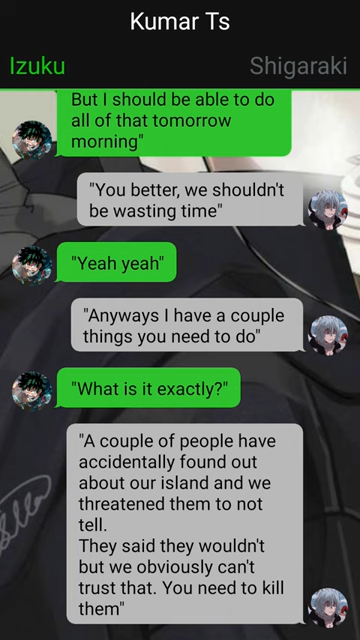 Kumar Ts
Izuku
Shigaraki
But I should be able to do
all of that tomorrow
morning"
"You better, we shouldn't
be wasting time"
"Yeah yeah"
"Anyways I have a couple
things you need to do"
"What is it exactly?"
"A couple of people have
accidentally found out
about our island and we
threatened them to not
tell.
They said they wouldn't
but we obviously can't
trust that. You need to kill
them"